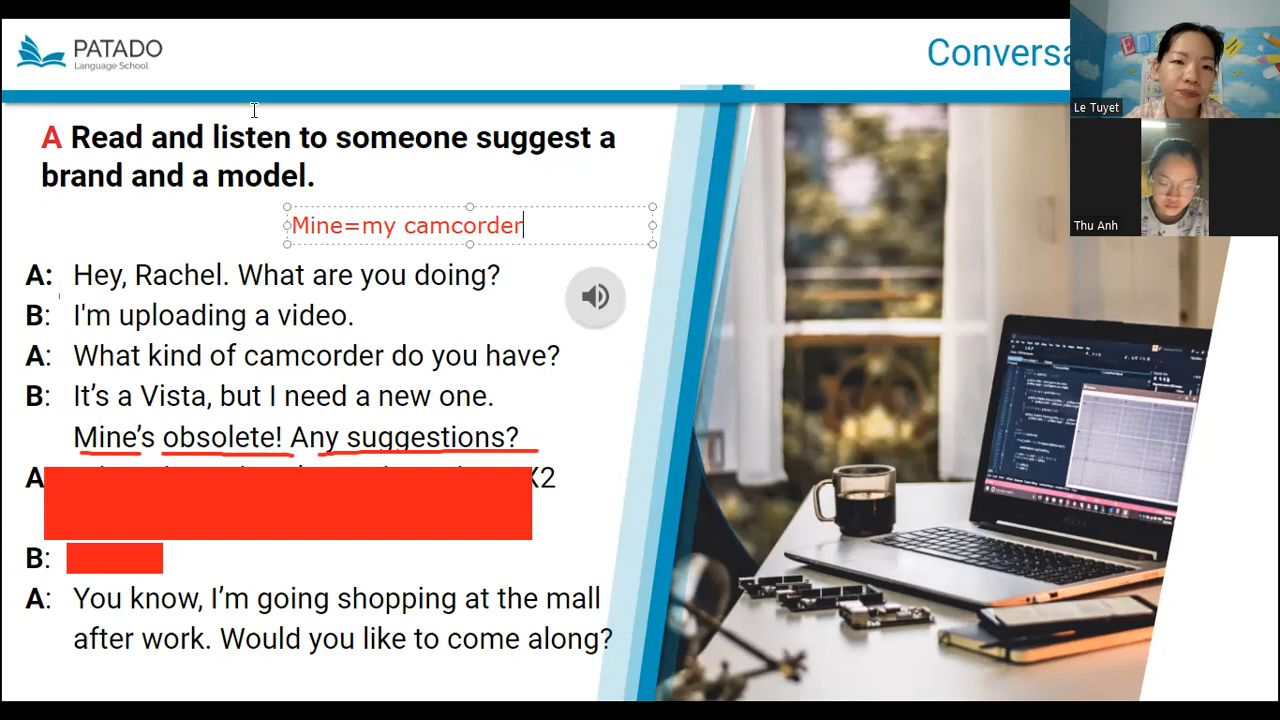 PATADO
Language School
Conversa
Le Tuyet
Thu Anh
A Read and listen to someone suggest a
brand and a model.
Mine=my camcorder
A: Hey, Rachel. What are you doing?
B: I'm uploading a video.
A: What kind of camcorder do you have?
B: It’s a Vista, but I need a new one.
Mine’s obsolete! Any suggestions?
A X2
B:
A: You know, I’m going shopping at the mall
after work. Would you like to come along?